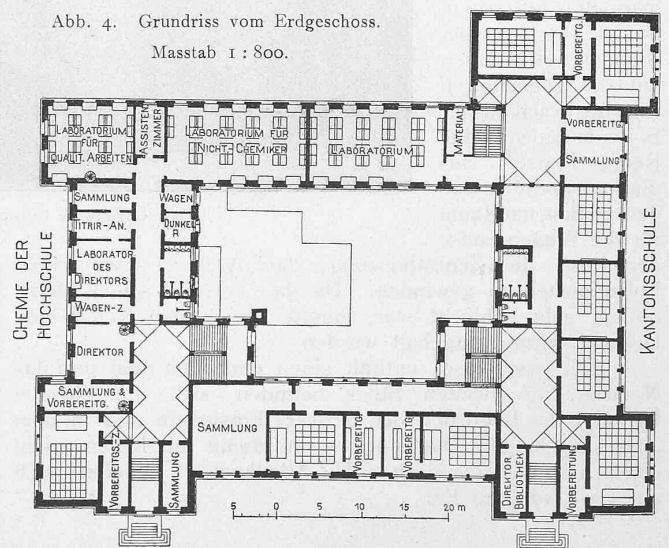 Abb. 4. Grundriss vom Erdgeschoss.
Masstab 1 : 800.
VORBEREITG.
LABORATORIUM
FÜR
QUALIT. ARBEITEN
ASSISTEN
ZIMMER
LABORATORIUM FÜR
NICHT-CHEMIKER
LABORATORIUM
MATERIAL
VORBEREITG.
SAMMLUNG
SAMMLUNG
TITRIR-AN.
LABORATOR
DES
DIREKTORS
WAGEN-Z.
DIREKTOR
WAGEN
DUNKEL
R
CHEMIE DER
HOCHSCHULE
KANTONSSCHULE
SAMMLUNG &
VORBEREITG.
VORBEREITGS-Z.
SAMMLUNG
SAMMLUNG
VORBEREITG.
VORBEREITG.
DIREKTOR
BIBLIOTHEK
VORBEREITUNG
5 0 5 10 15 20 m